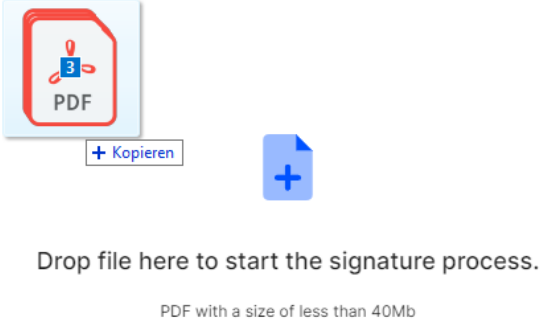 3
PDF
+ Kopieren
Drop file here to start the signature process.
PDF with a size of less than 40Mb